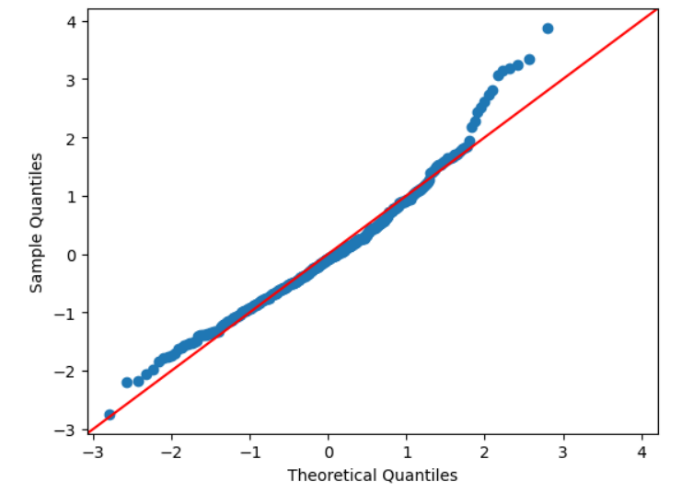 4
3
2
1
0
−1
−2
−3
Sample Quantiles
−3 −2 −1 0 1 2 3 4
Theoretical Quantiles